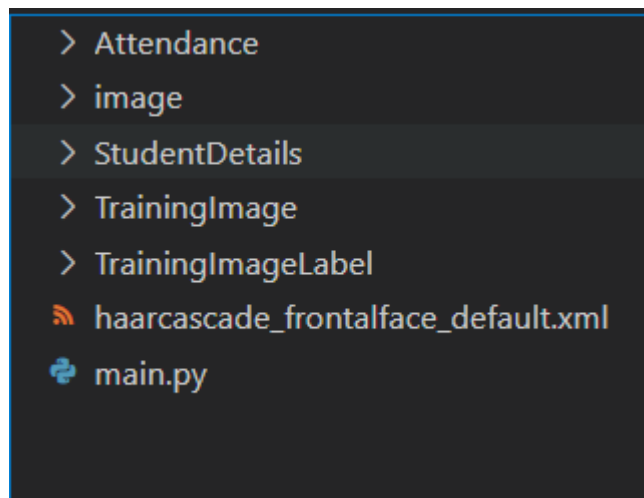 Attendance
image
StudentDetails
TrainingImage
TrainingImageLabel
haarcascade_frontalface_default.xml
main.py